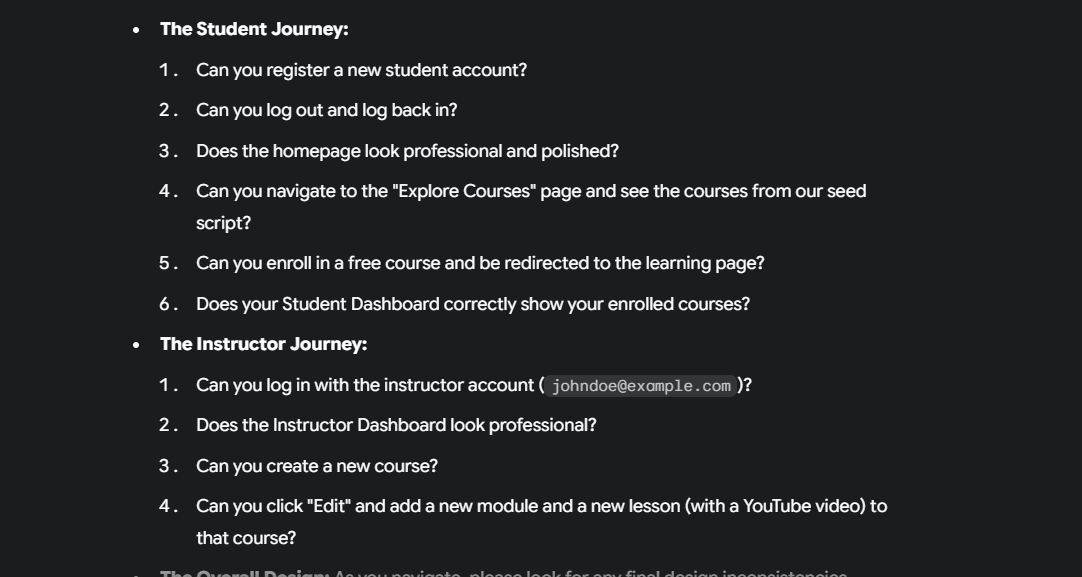 • The Student Journey:
1. Can you register a new student account?
2. Can you log out and log back in?
3. Does the homepage look professional and polished?
4. Can you navigate to the "Explore Courses" page and see the courses from our seed
script?
5. Can you enroll in a free course and be redirected to the learning page?
6. Does your Student Dashboard correctly show your enrolled courses?
• The Instructor Journey:
1. Can you log in with the instructor account ( johndoe@example.com )?
2. Does the Instructor Dashboard look professional?
3. Can you create a new course?
4. Can you click "Edit" and add a new module and a new lesson (with a YouTube video) to
that course?
• The Overall Design: As you navigate, please look for any final design inconsistencies